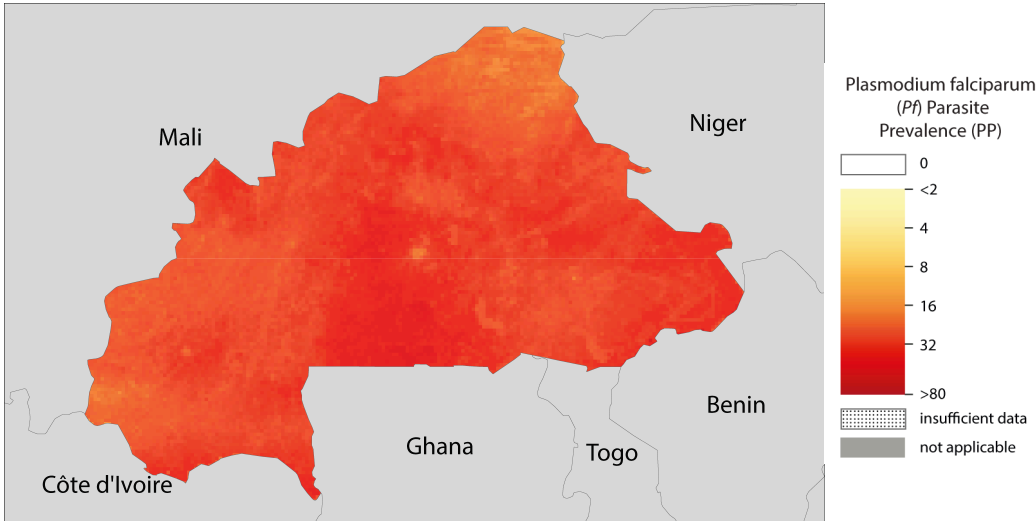 Mali
Niger
Benin
Ghana
Togo
Côte d'Ivoire
Plasmodium falciparum
(Pf) Parasite
Prevalence (PP)
0
<2
4
8
16
32
>80
insufficient data
not applicable